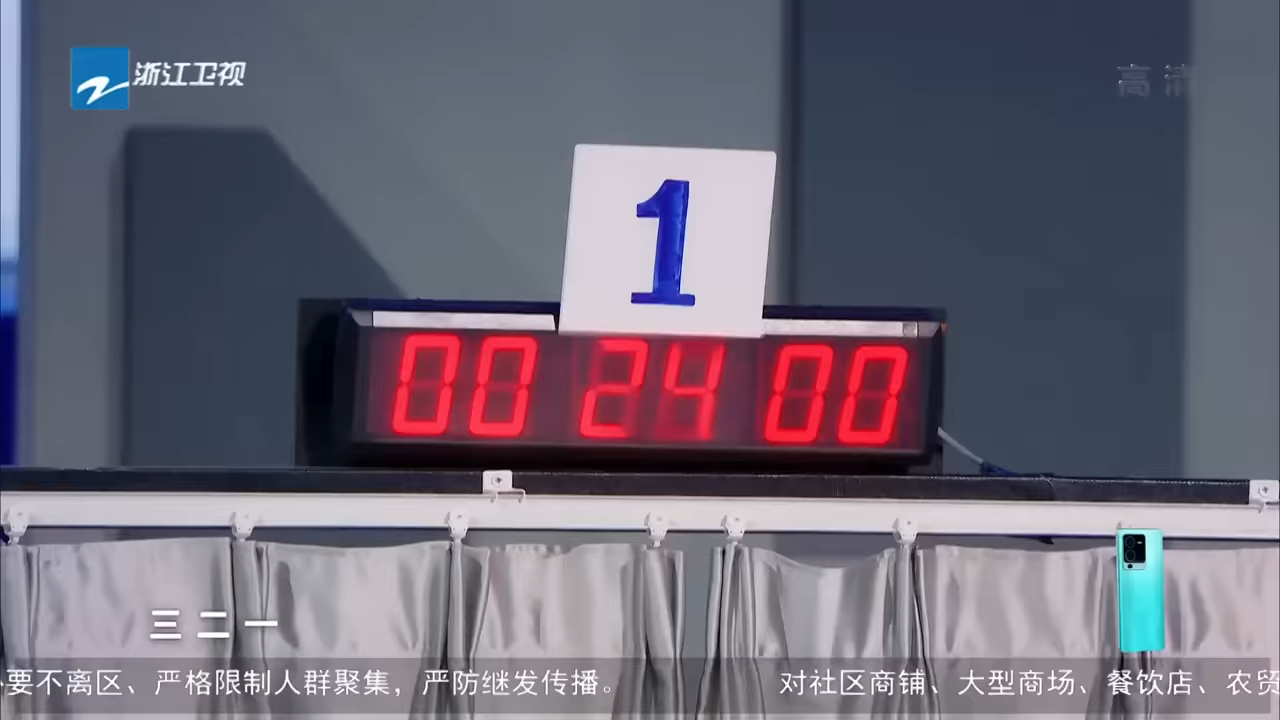 浙江卫视
高清
1
00 24 00
三 二 一
要不离区、严格限制人群聚集，严防继发传播。 对社区商铺、大型商场、餐饮店、农贸